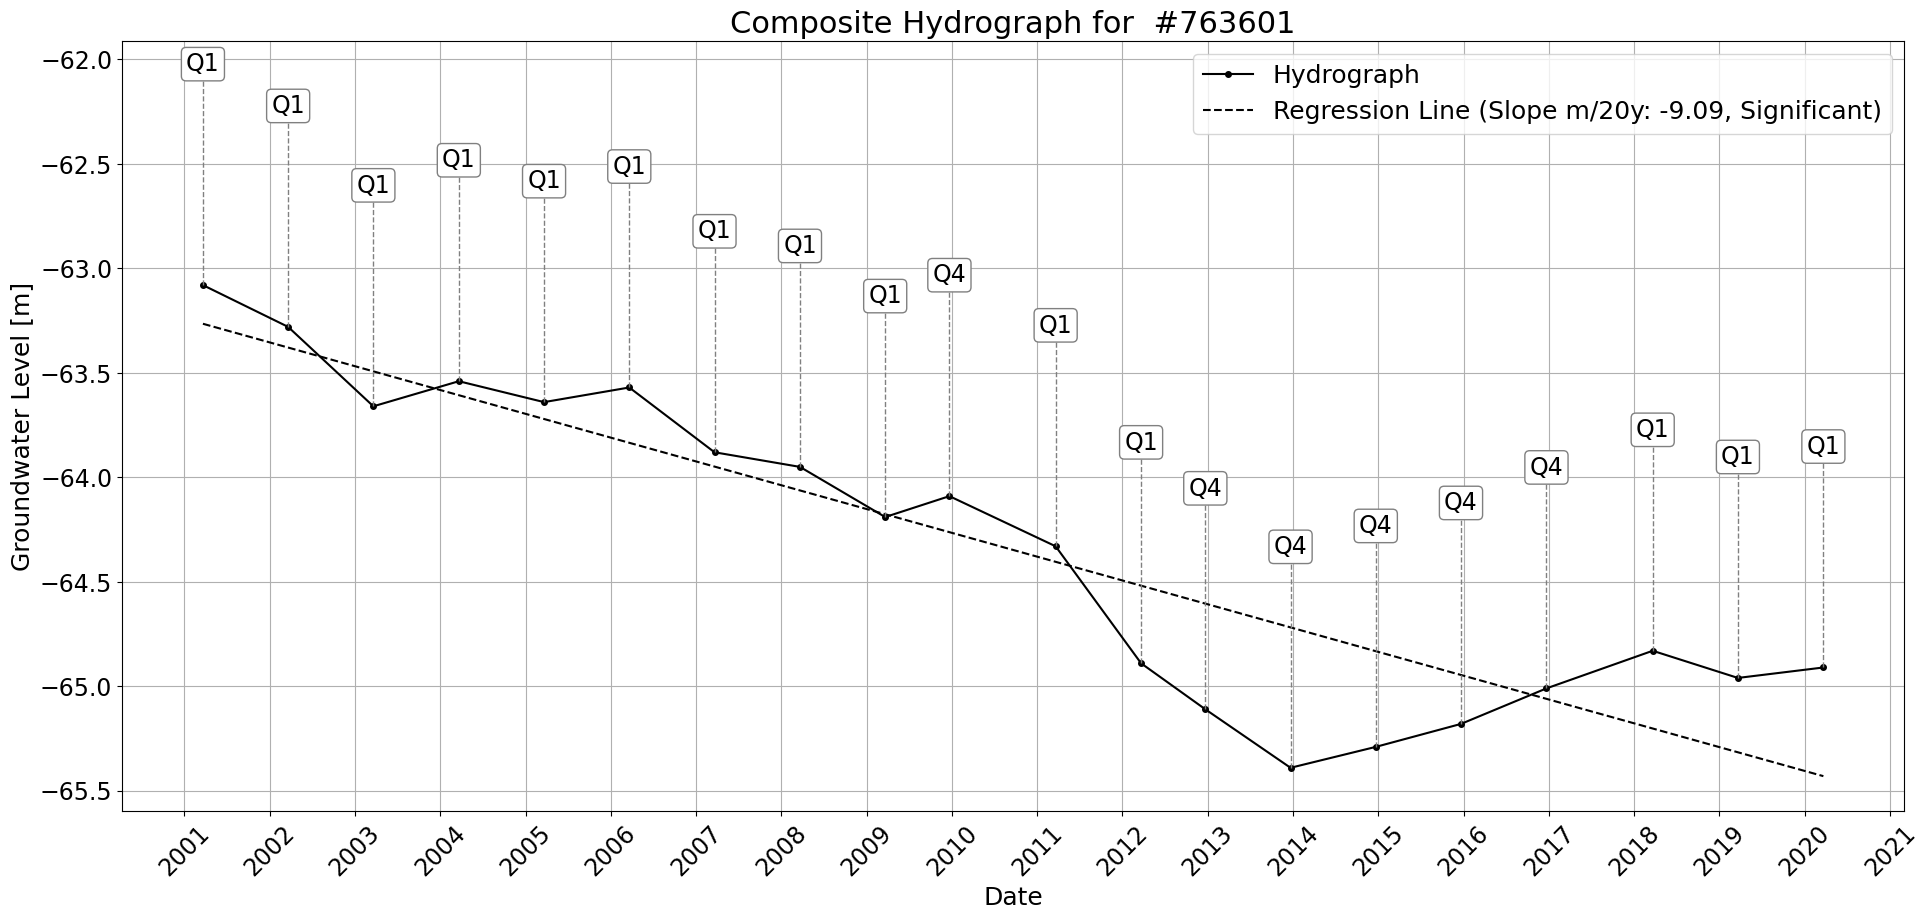 Composite Hydrograph for  #763601
Hydrograph
Regression Line (Slope m/20y: -9.09, Significant)
Groundwater Level [m]
−62.0
−62.5
−63.0
−63.5
−64.0
−64.5
−65.0
−65.5
Q1
Q1
Q1
Q1
Q1
Q1
Q1
Q1
Q1
Q4
Q1
Q1
Q4
Q4
Q4
Q4
Q4
Q1
Q1
Q1
2001
2002
2003
2004
2005
2006
2007
2008
2009
2010
2011
2012
2013
2014
2015
2016
2017
2018
2019
2020
2021
Date